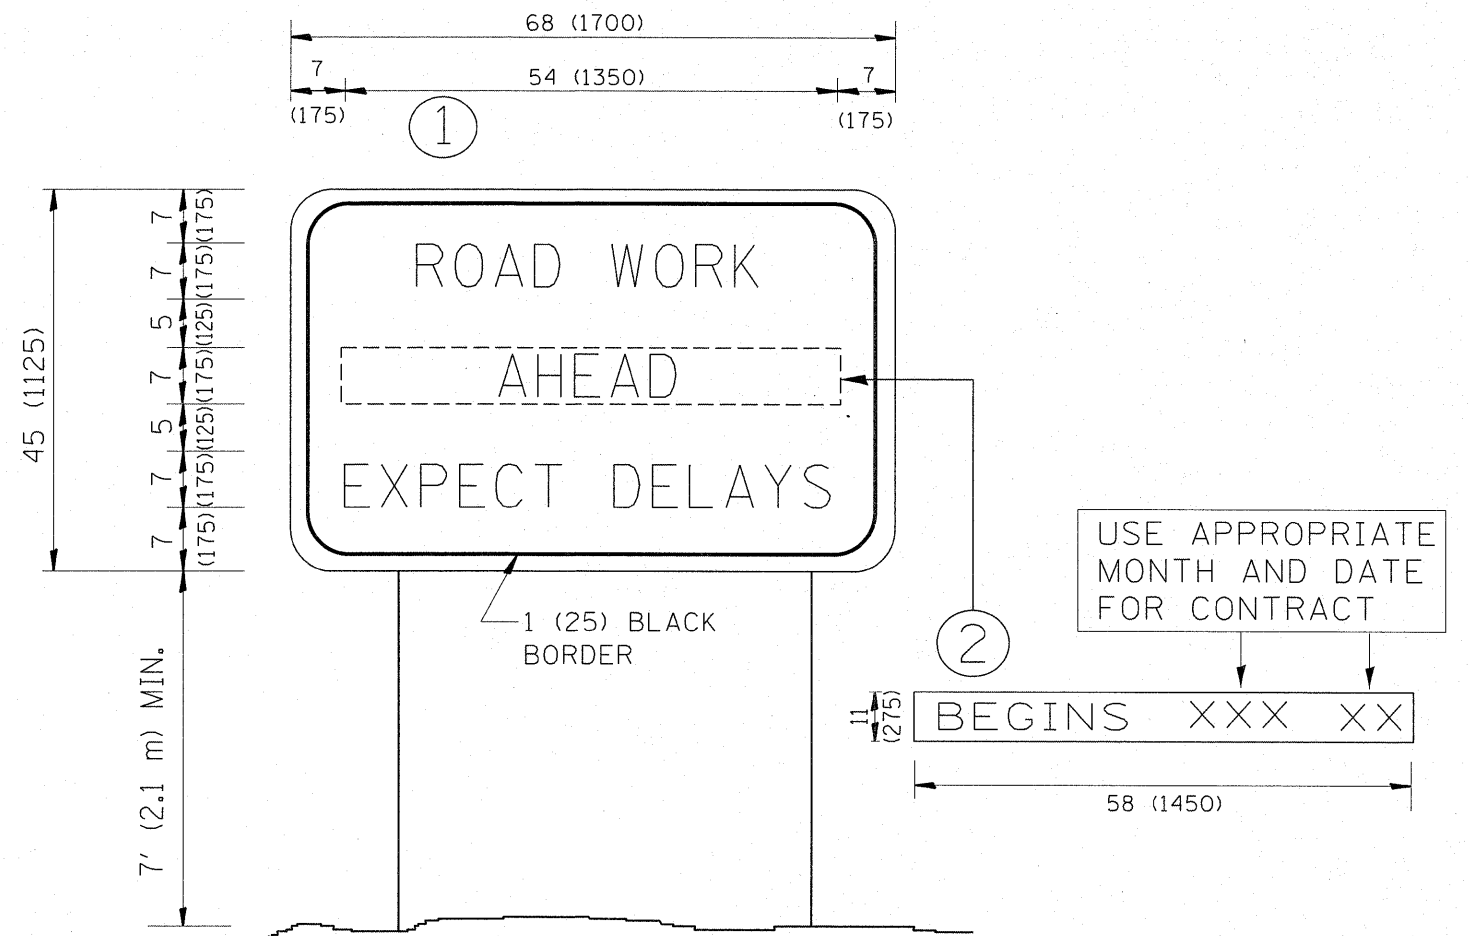 68 (1700)
7
54 (1350)
7
(175)
(175)
1
7
(175)
7
(175)
5
(125)
7
(175)
5
(125)
7
(175)
7
(175)
45 (1125)
ROAD WORK
AHEAD
EXPECT DELAYS
1 (25) BLACK
BORDER
7' (2.1 m) MIN.
2
USE APPROPRIATE
MONTH AND DATE
FOR CONTRACT
11
(275)
BEGINS XXX XX
58 (1450)